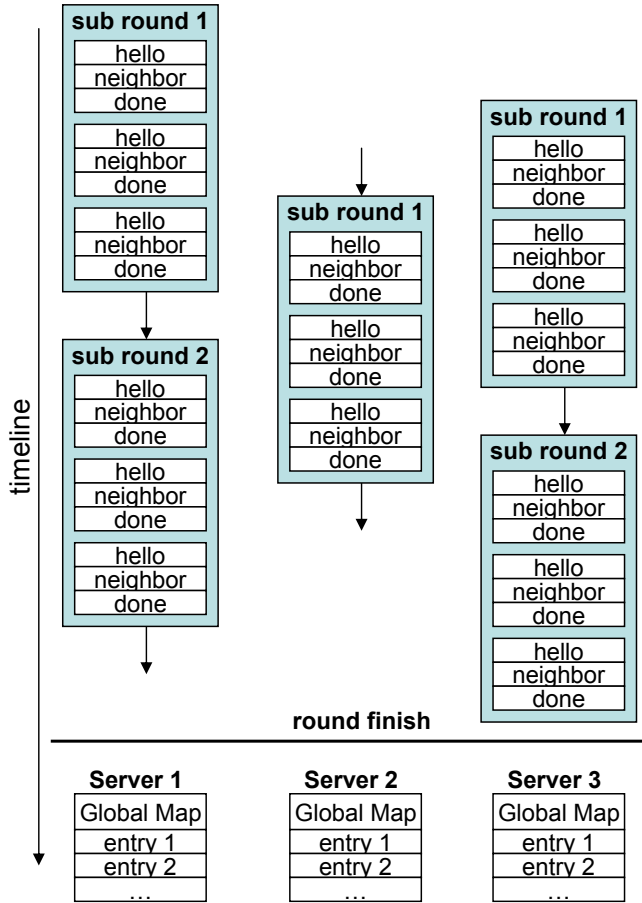 timeline
sub round 1
hello
neighbor
done
hello
neighbor
done
hello
neighbor
done
sub round 2
hello
neighbor
done
hello
neighbor
done
hello
neighbor
done
sub round 1
hello
neighbor
done
hello
neighbor
done
hello
neighbor
done
sub round 1
hello
neighbor
done
hello
neighbor
done
hello
neighbor
done
sub round 2
hello
neighbor
done
hello
neighbor
done
hello
neighbor
done
round finish
Server 1
Global Map
entry 1
entry 2
...
Server 2
Global Map
entry 1
entry 2
...
Server 3
Global Map
entry 1
entry 2
...